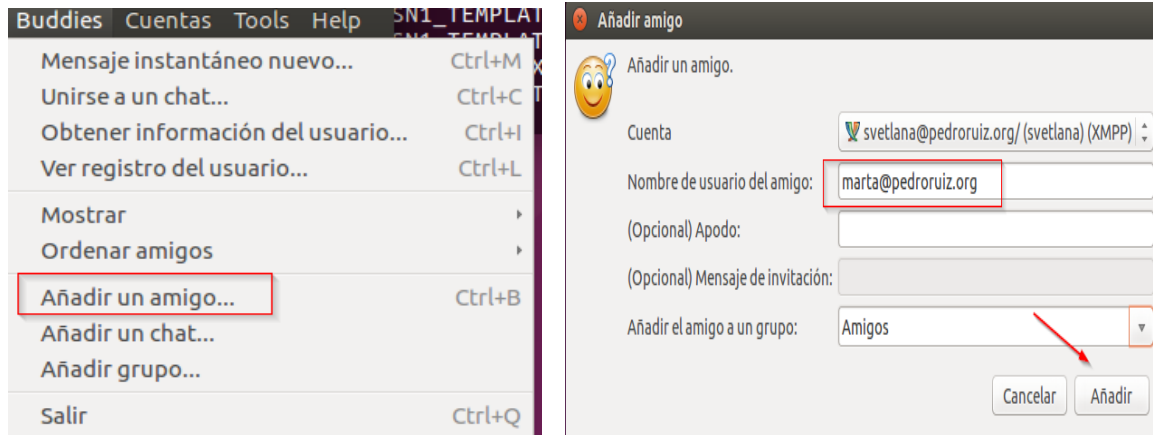 Buddies Cuentas Tools Help
Mensaje instantáneo nuevo... Ctrl+M
Unirse a un chat... Ctrl+C
Obtener información del usuario... Ctrl+I
Ver registro del usuario... Ctrl+L
Mostrar
Ordenar amigos
Añadir un amigo... Ctrl+B
Añadir un chat...
Añadir grupo...
Salir Ctrl+Q
Añadir amigo
Añadir un amigo.
Cuenta svetlana@pedroruiz.org/ (svetlana) (XMPP)
Nombre de usuario del amigo: marta@pedroruiz.org
(Opcional) Apodo:
(Opcional) Mensaje de invitación:
Añadir el amigo a un grupo: Amigos
Cancelar Añadir